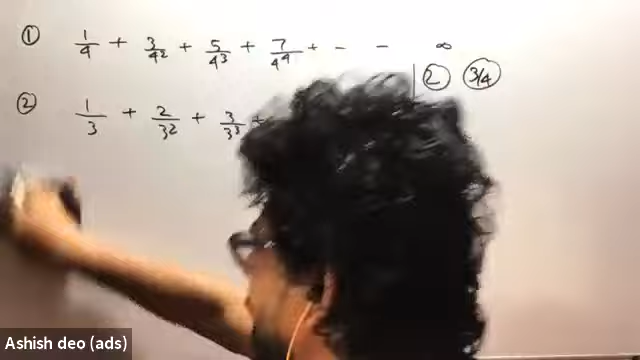 ① 1/4 + 3/4² + 5/4³ + 7/4⁴ + - - ∞
② 3/4
② 1/3 + 2/3² + 3/3³ +
Ashish deo (ads)